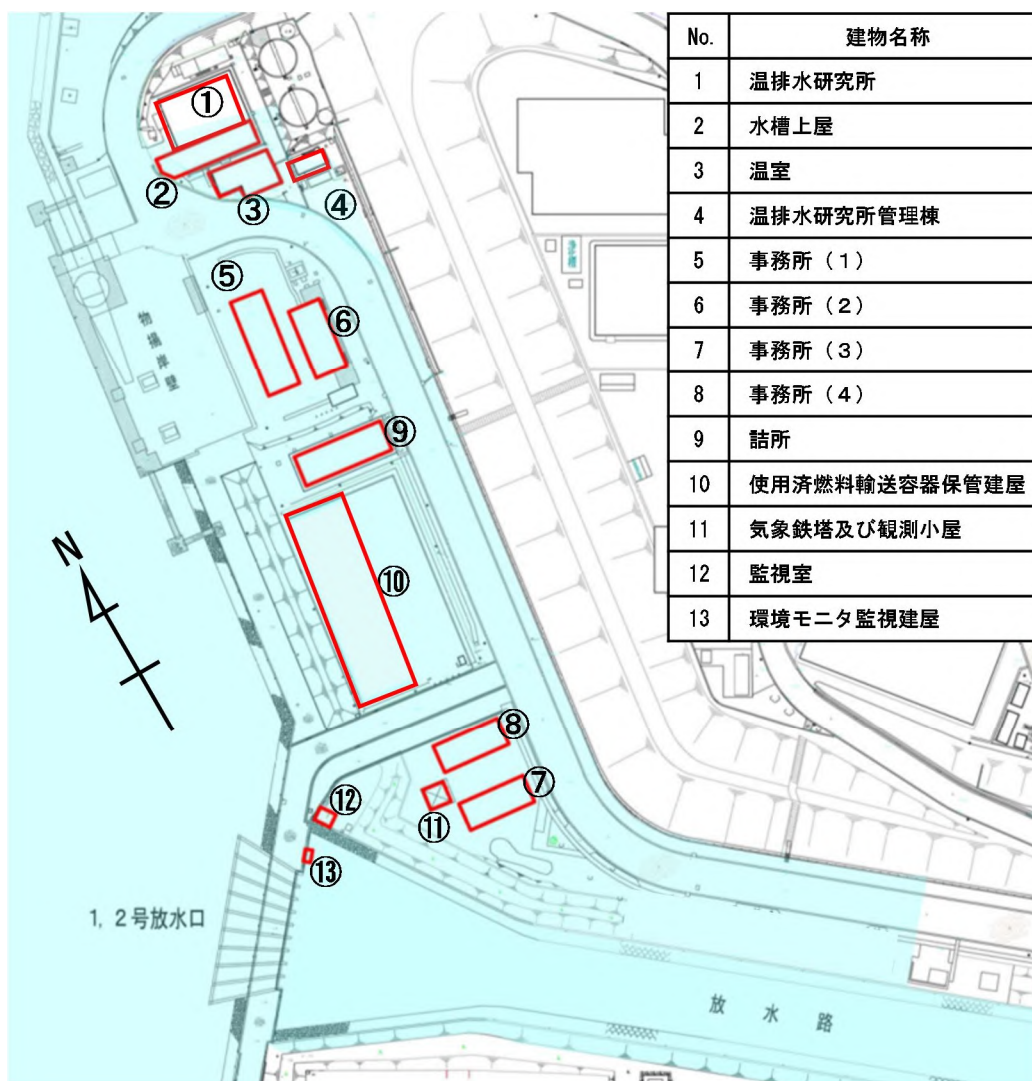 No. 建物名称
1 温排水研究所
2 水槽上屋
3 温室
4 温排水研究所管理棟
5 事務所（１）
6 事務所（２）
7 事務所（３）
8 事務所（４）
9 詰所
10 使用済燃料輸送容器保管建屋
11 気象鉄塔及び観測小屋
12 監視室
13 環境モニタ監視建屋
①
②
③
④
⑤
⑥
物揚岸壁
⑨
N
⑩
⑧
⑦
⑫
⑪
⑬
1，2号放水口
放水路